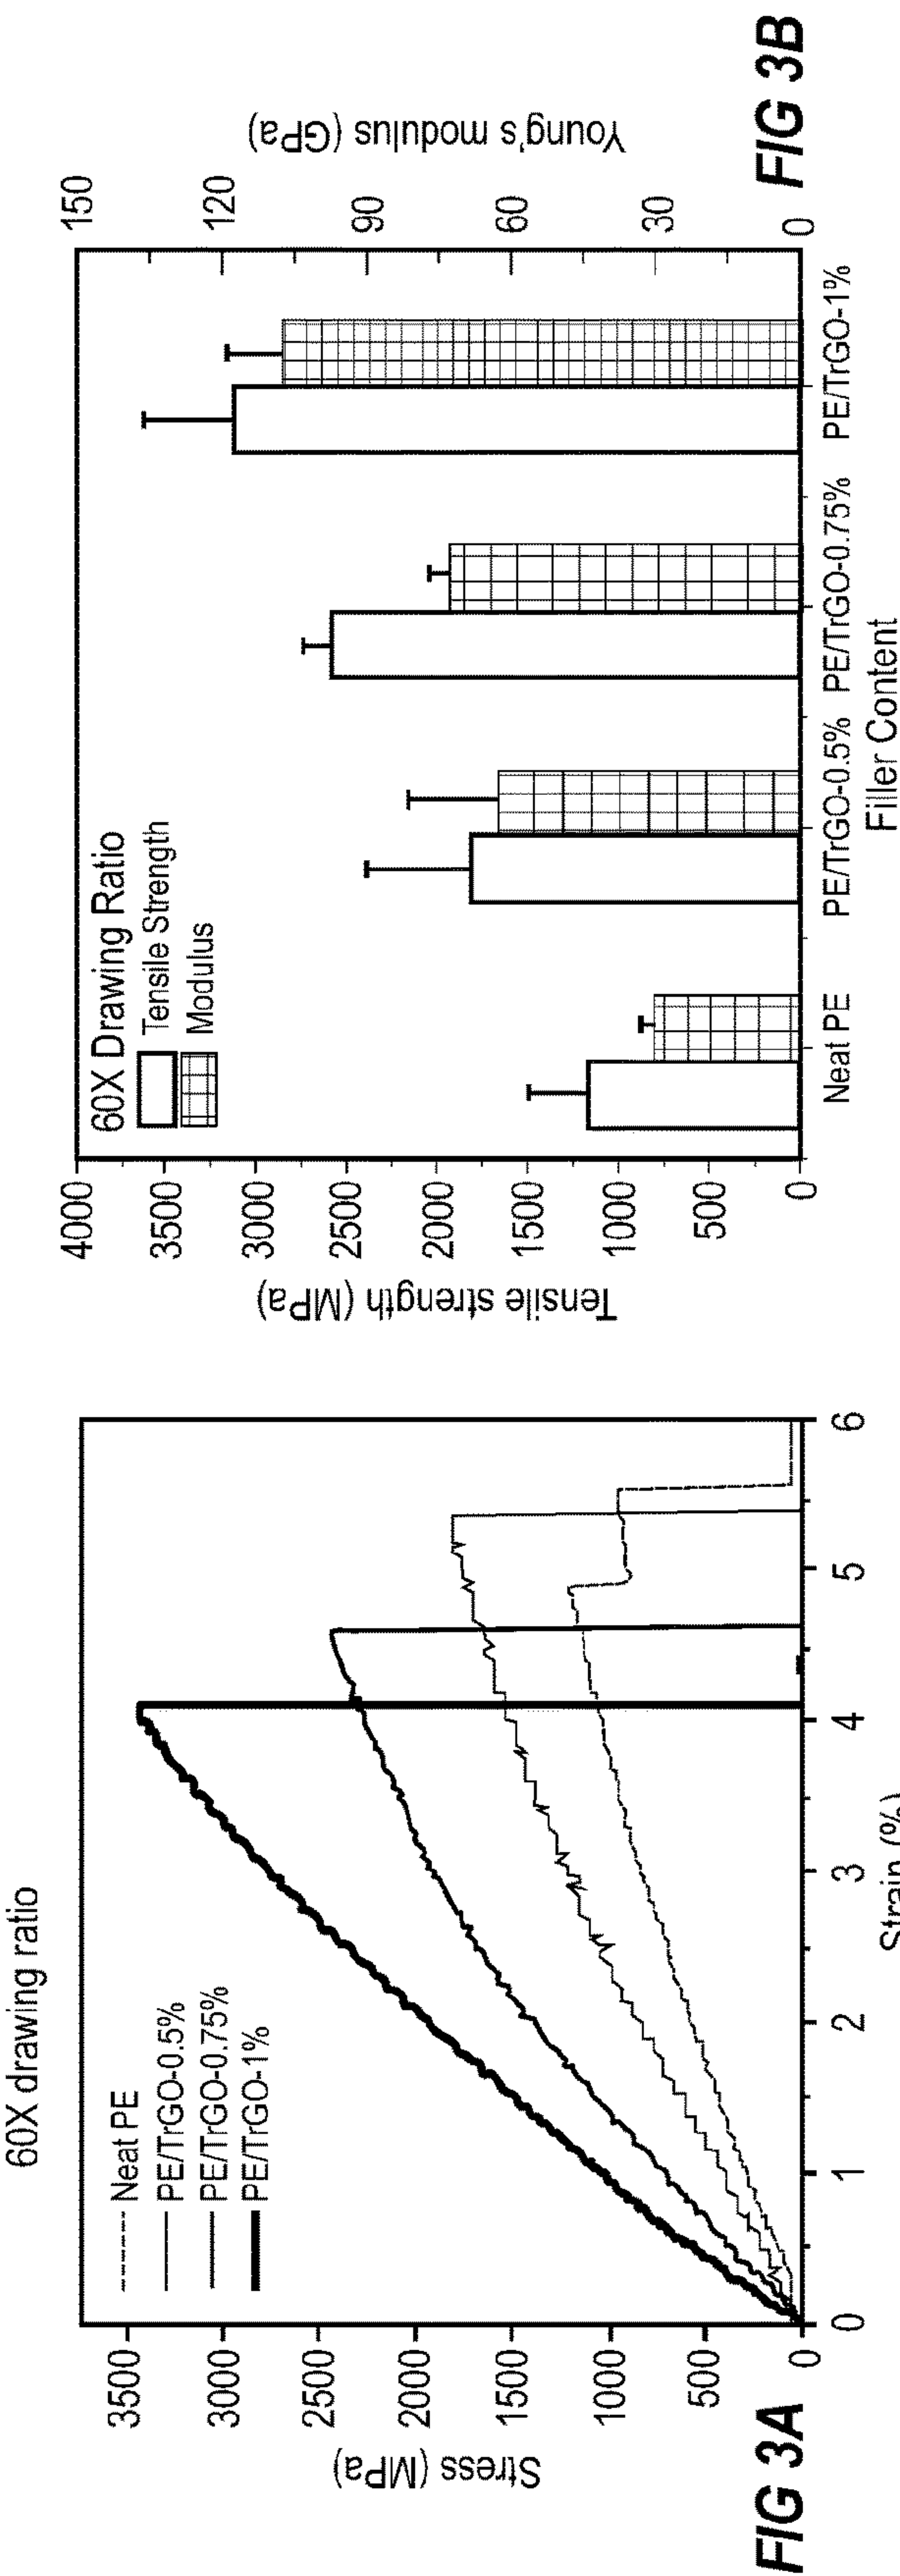 60X drawing ratio
Neat PE
PE/TrGO-0.5%
PE/TrGO-0.75%
PE/TrGO-1%
Stress (MPa)
3500
3000
2500
2000
1500
1000
500
0
0 1 2 3 4 5 6
Strain (%)
FIG 3A
60X Drawing Ratio
Tensile Strength
Modulus
Tensile strength (MPa)
4000
3500
3000
2500
2000
1500
1000
500
0
Young's modulus (GPa)
150
120
90
60
30
0
Neat PE PE/TrGO-0.5% PE/TrGO-0.75% PE/TrGO-1%
Filler Content
FIG 3B